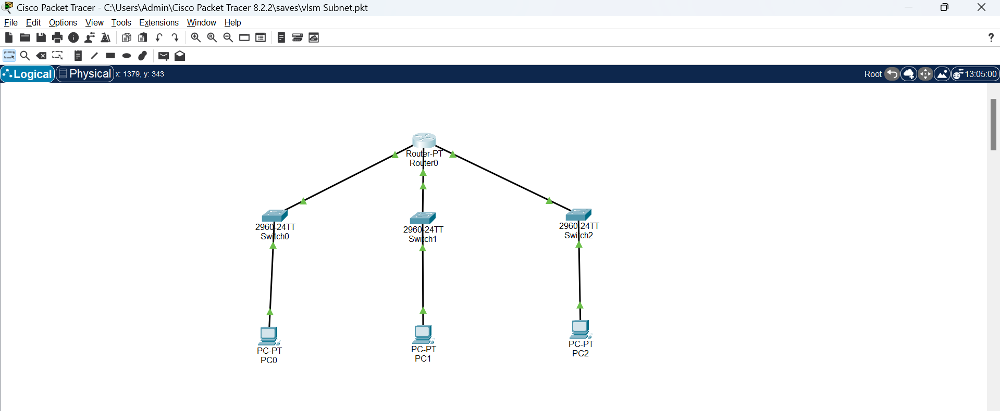 Cisco Packet Tracer - C:\Users\Admin\Cisco Packet Tracer 8.2.2\saves\vlsm Subnet.pkt
File Edit Options View Tools Extensions Window Help
?
Logical Physical x: 1379, y: 343 Root 13:05:00
Router-PT
Router0
2960-24TT
Switch0
2960-24TT
Switch1
2960-24TT
Switch2
PC-PT
PC0
PC-PT
PC1
PC-PT
PC2